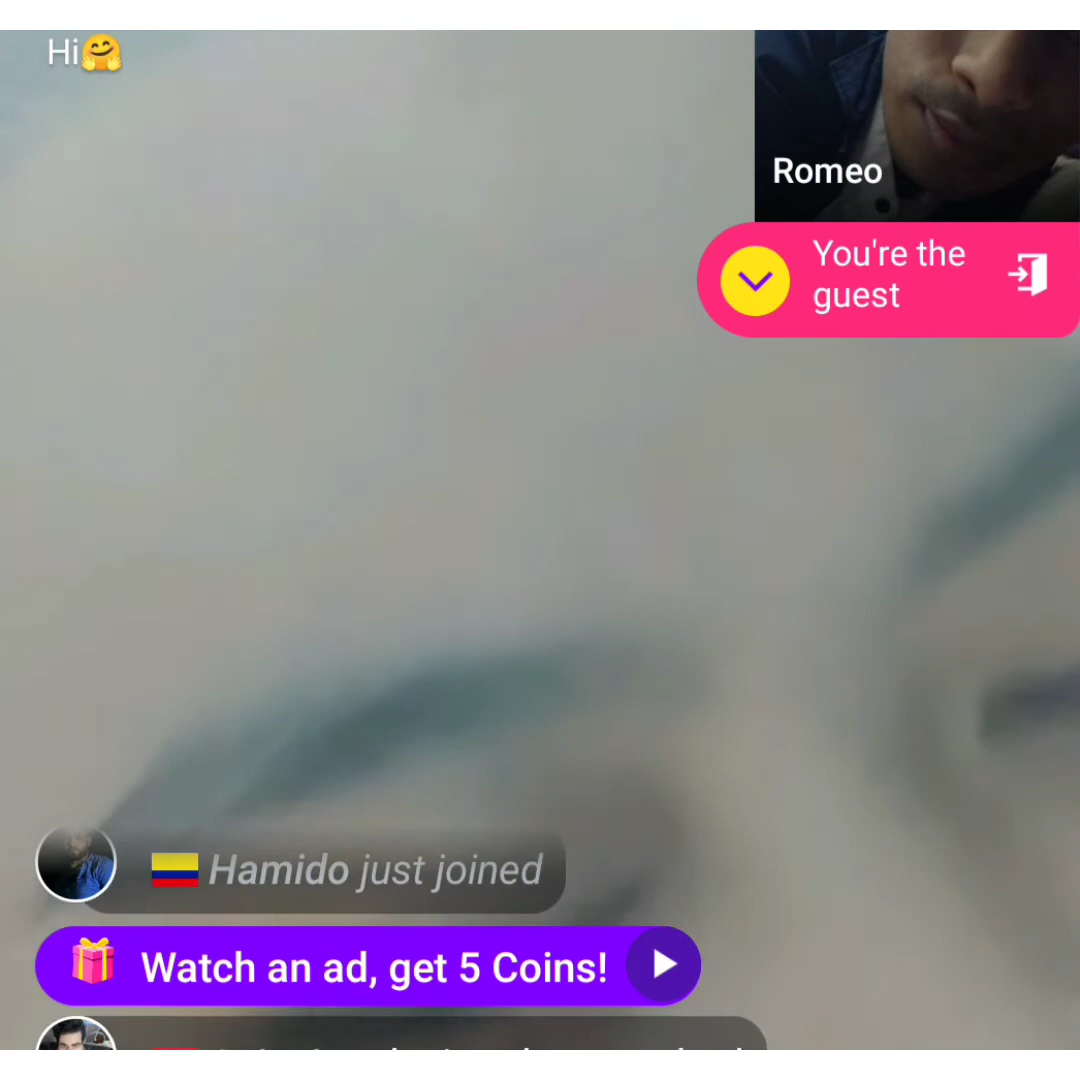 Hi🤗
Romeo
You're the
guest
Hamido just joined
Watch an ad, get 5 Coins!